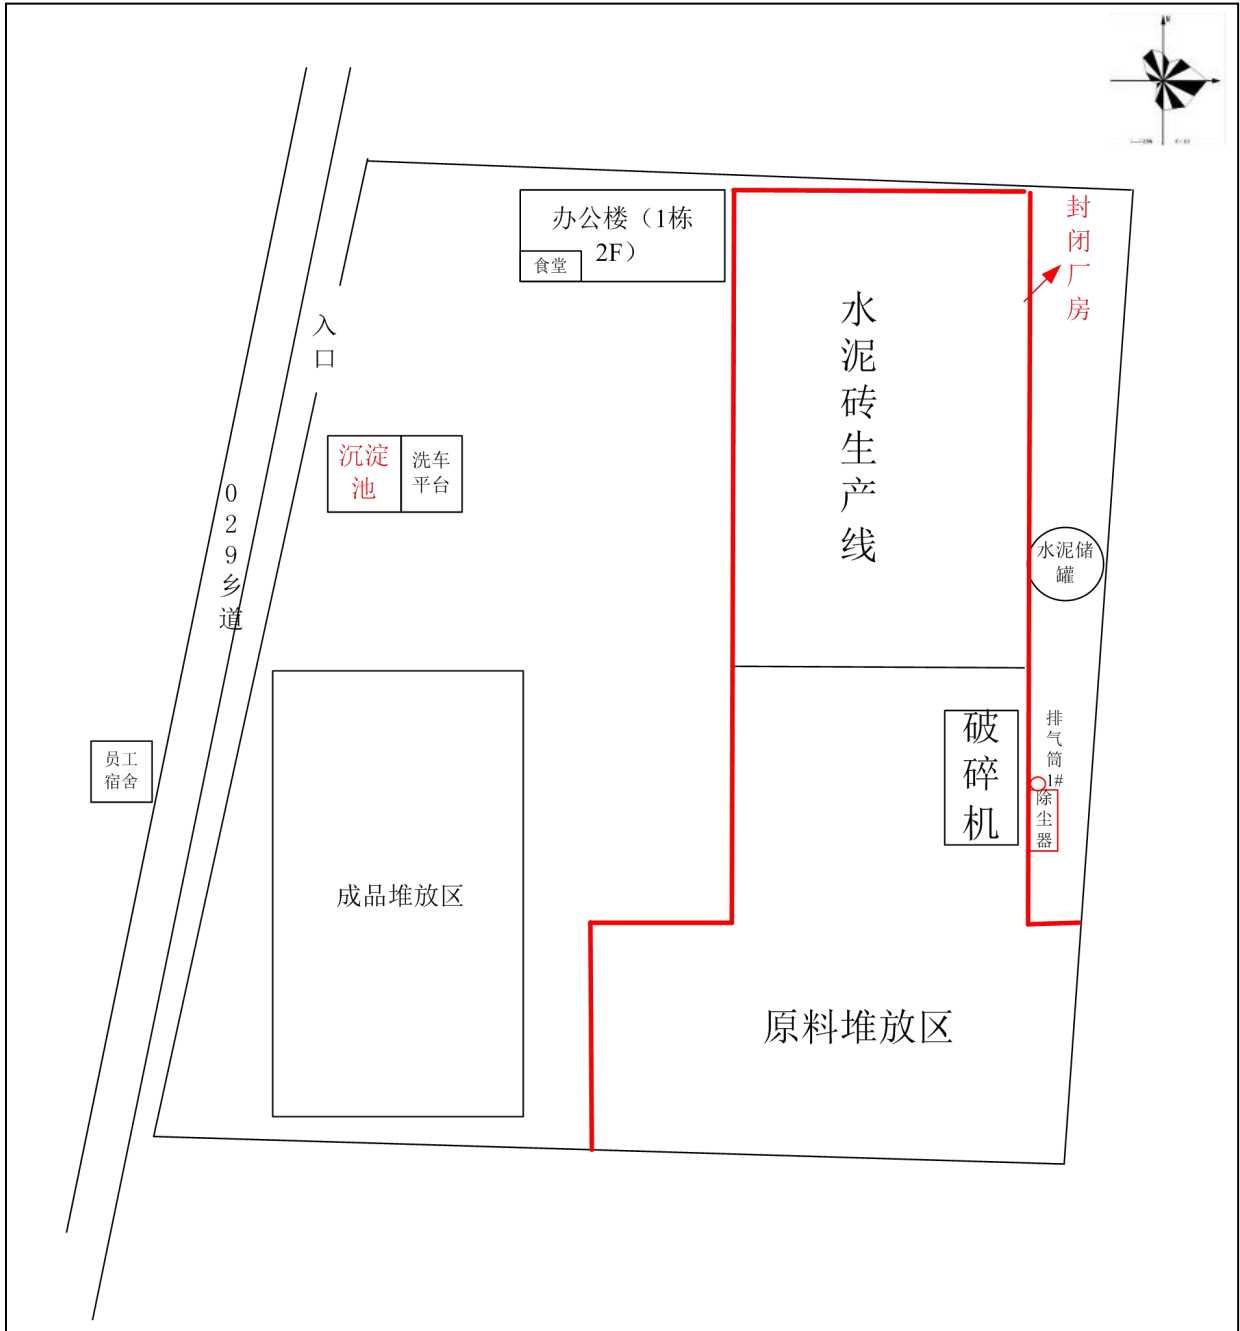 N
办公楼（1栋
2F）
食堂
封
闭
厂
房
入
口
水
泥
砖
生
产
线
沉淀
池
洗车
平台
0
2
9
乡
道
水泥储
罐
员工
宿舍
破
碎
机
排
气
筒
1#
除
尘
器
成品堆放区
原料堆放区